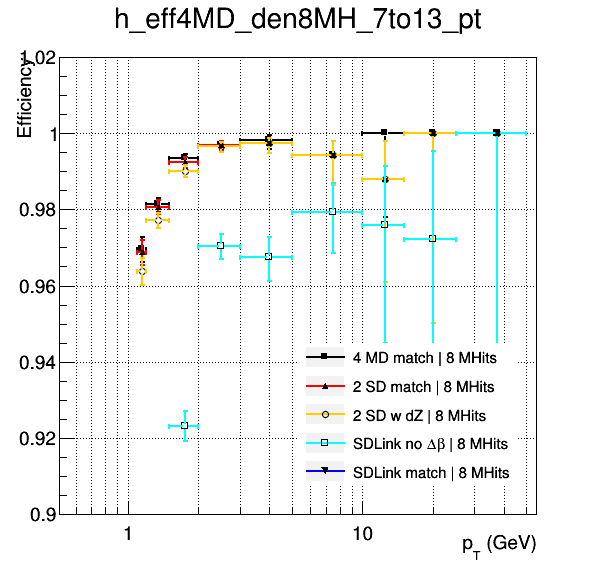 h_eff4MD_den8MH_7to13_pt
Efficiency
1.02
1
0.98
0.96
0.94
0.92
0.9
4 MD match | 8 MHits
2 SD match | 8 MHits
2 SD w dZ | 8 MHits
SDLink no Δβ | 8 MHits
SDLink match | 8 MHits
1
10
p_T (GeV)